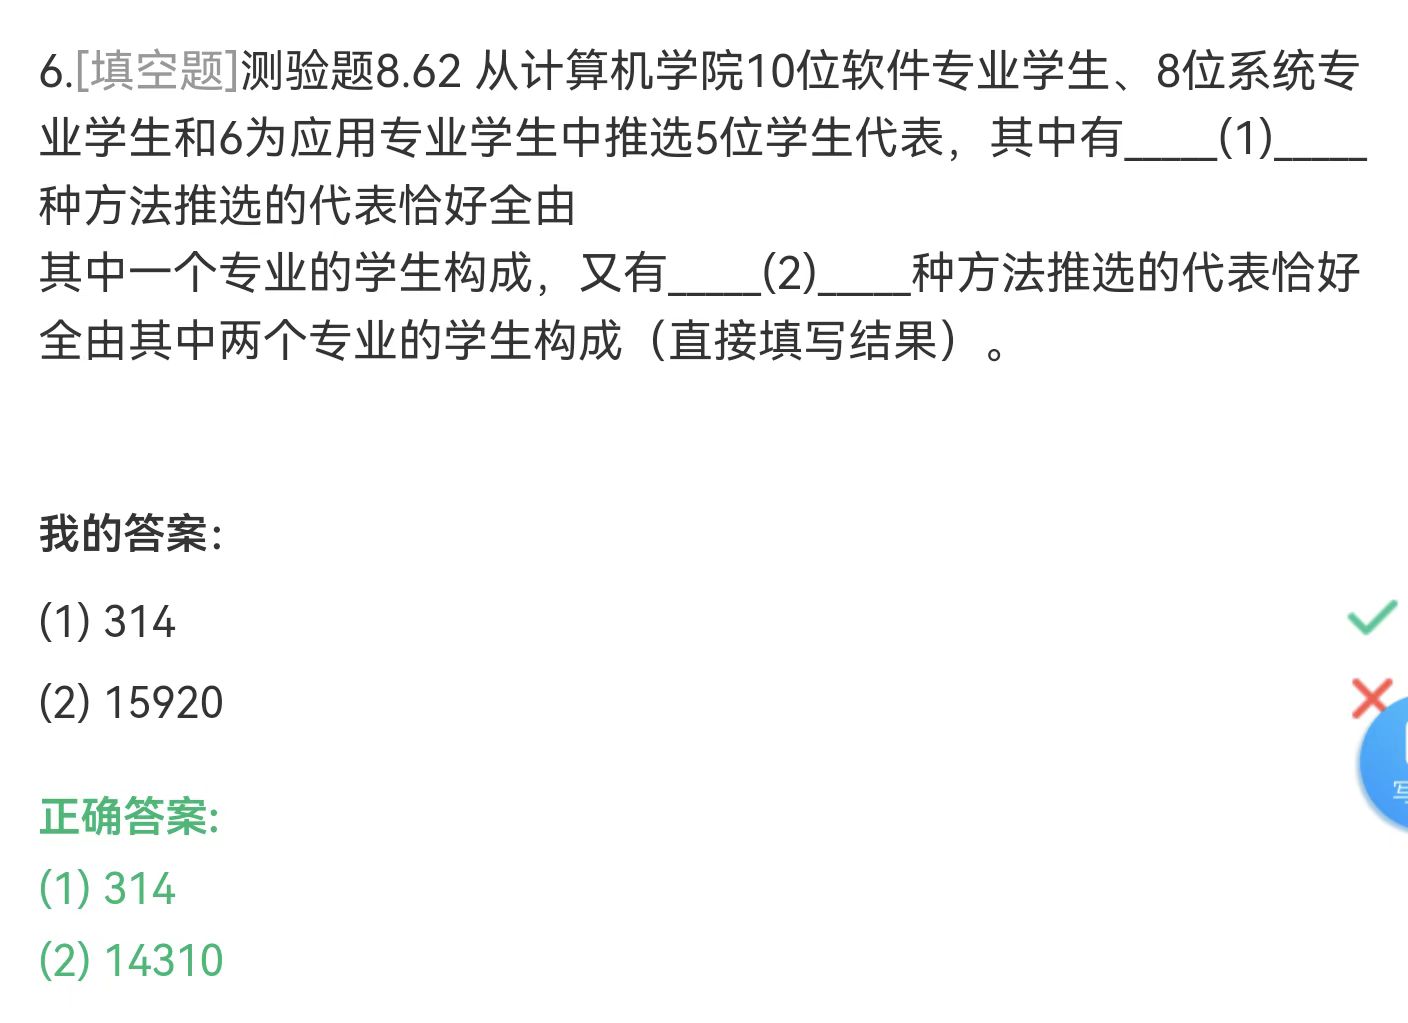 6.[填空题]测验题8.62 从计算机学院10位软件专业学生、8位系统专
业学生和6为应用专业学生中推选5位学生代表，其中有_____(1)_____
种方法推选的代表恰好全由
其中一个专业的学生构成，又有_____(2)_____种方法推选的代表恰好
全由其中两个专业的学生构成（直接填写结果）。
我的答案：
(1) 314
(2) 15920
写
正确答案:
(1) 314
(2) 14310